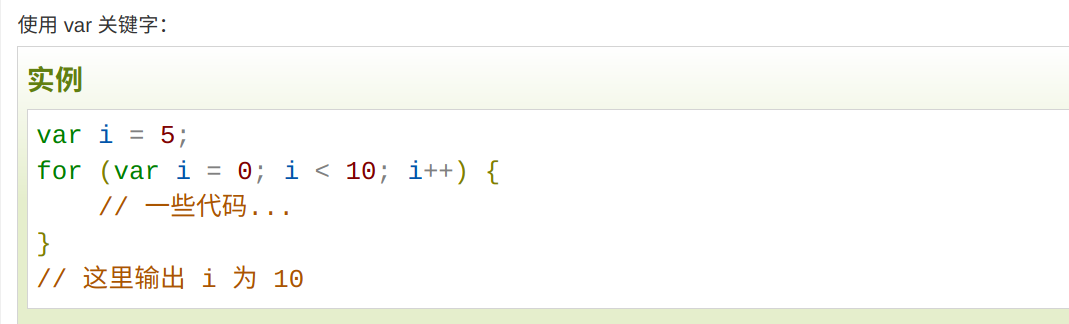 使用 var 关键字：
实例
var i = 5;
for (var i = 0; i < 10; i++) {
    // 一些代码...
}
// 这里输出 i 为 10